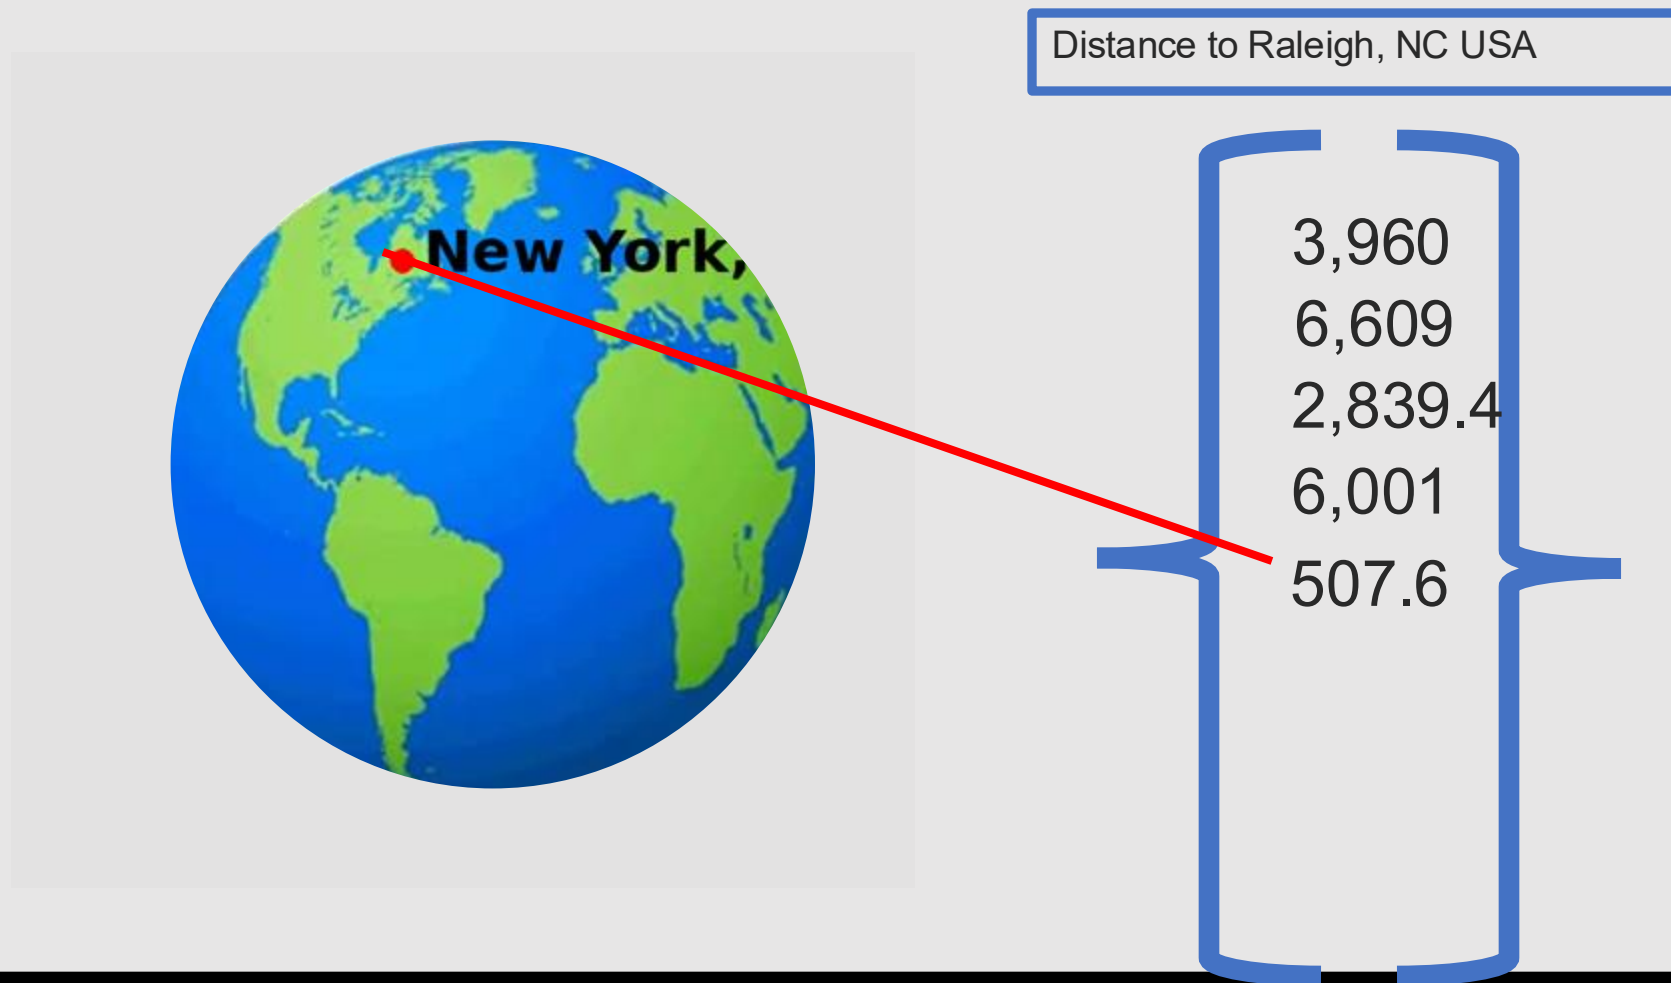 Distance to Raleigh, NC USA
New York,
3,960
6,609
2,839.4
6,001
507.6